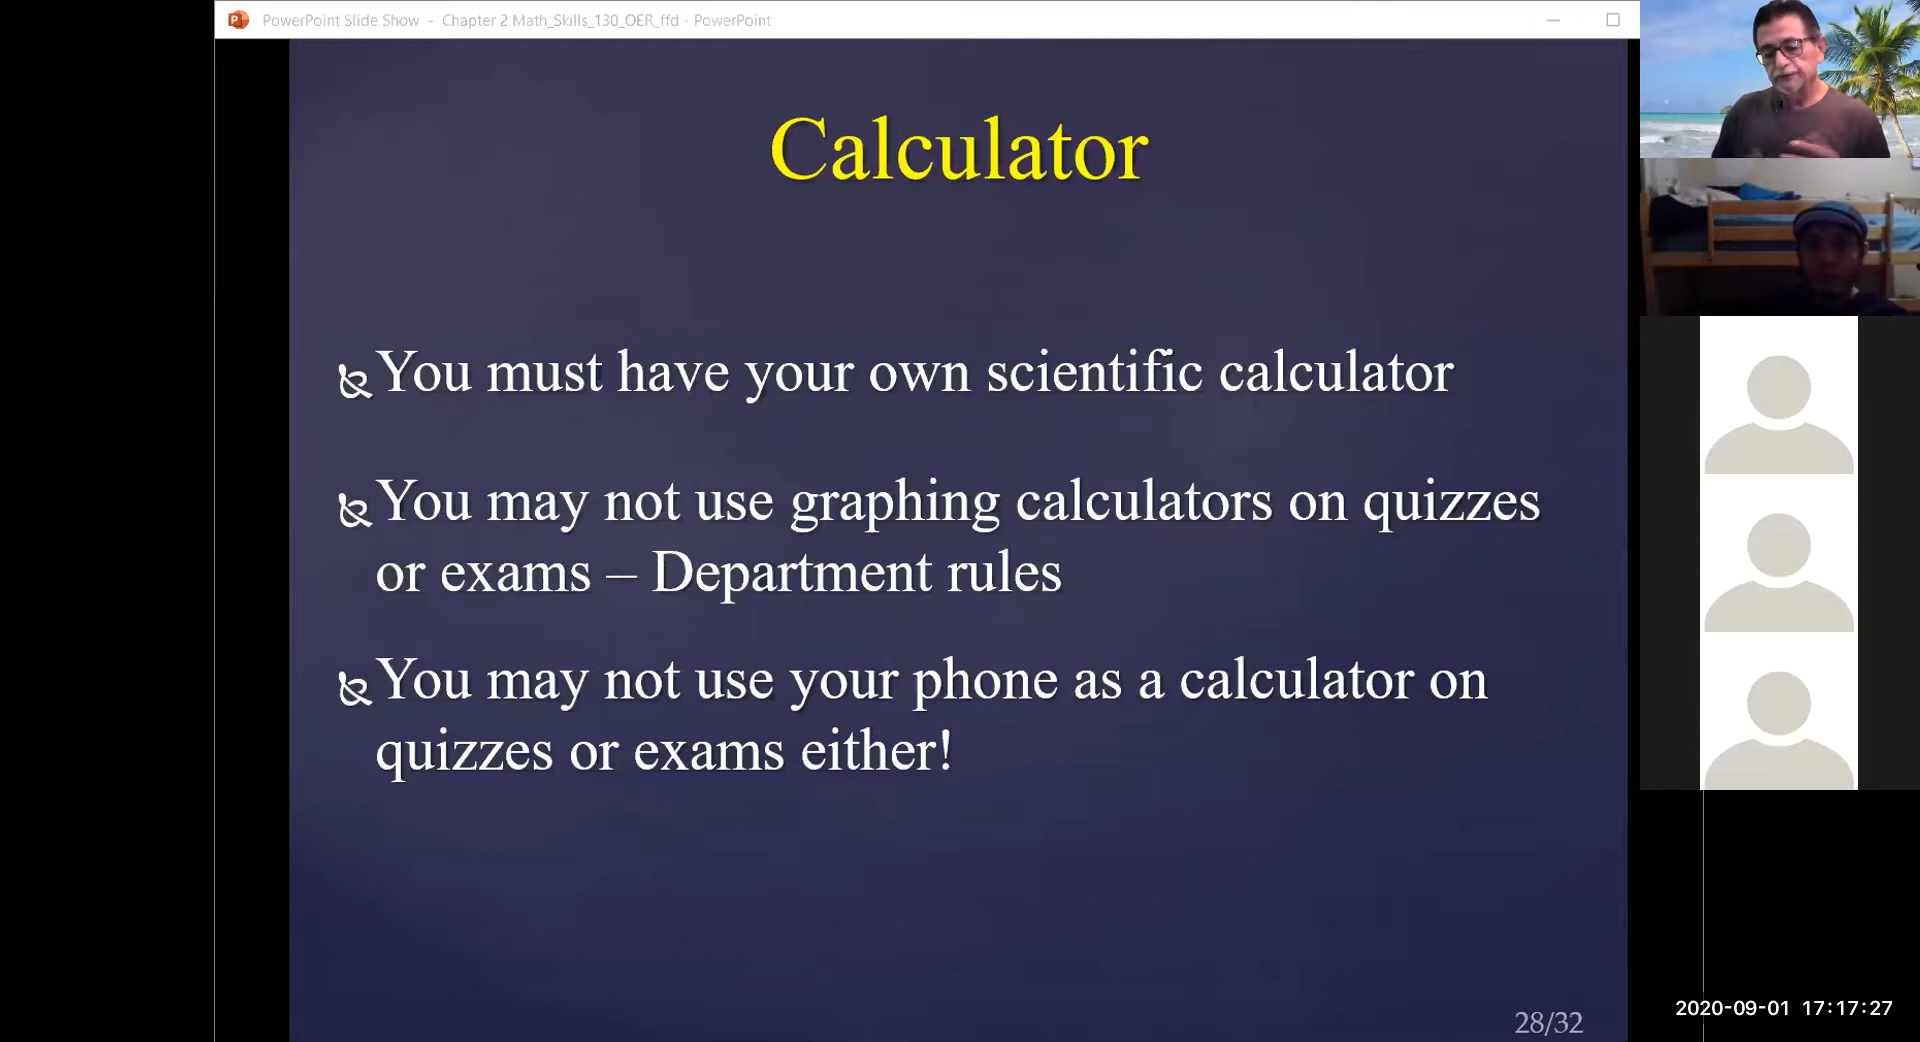 PowerPoint Slide Show - Chapter 2 Math_Skills_130_OER_ffd - PowerPoint
Calculator
You must have your own scientific calculator
You may not use graphing calculators on quizzes
or exams – Department rules
You may not use your phone as a calculator on
quizzes or exams either!
28/32
2020-09-01 17:17:27